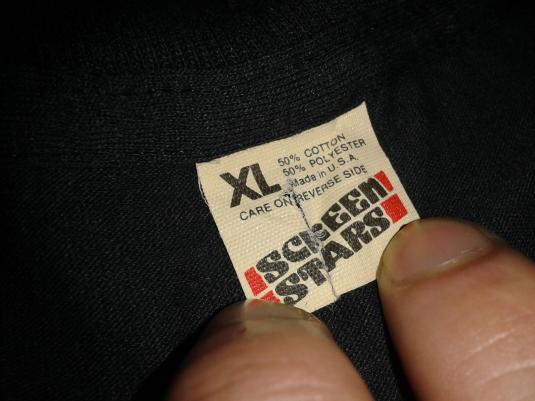 XL
50% COTTON
50% POLYESTER
Made in U.S.A.
CARE ON REVERSE SIDE
SCREEN
STARS